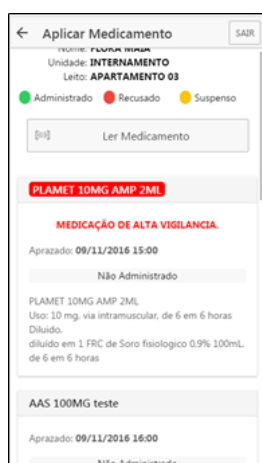 Aplicar Medicamento
SAIR
Nome: FLORA MAIA
Unidade: INTERNAMENTO
Leito: APARTAMENTO 03
Administrado Recusado Suspenso
Ler Medicamento
PLAMET 10MG AMP 2ML
MEDICAÇÃO DE ALTA VIGILANCIA.
Aprazado: 09/11/2016 15:00
Não Administrado
PLAMET 10MG AMP 2ML
Uso: 10 mg, via intramuscular, de 6 em 6 horas
Diluido.
diluido em 1 FRC de Soro fisiologico 0,9% 100mL.
de 6 em 6 horas
AAS 100MG teste
Aprazado: 09/11/2016 16:00
Não Administrado